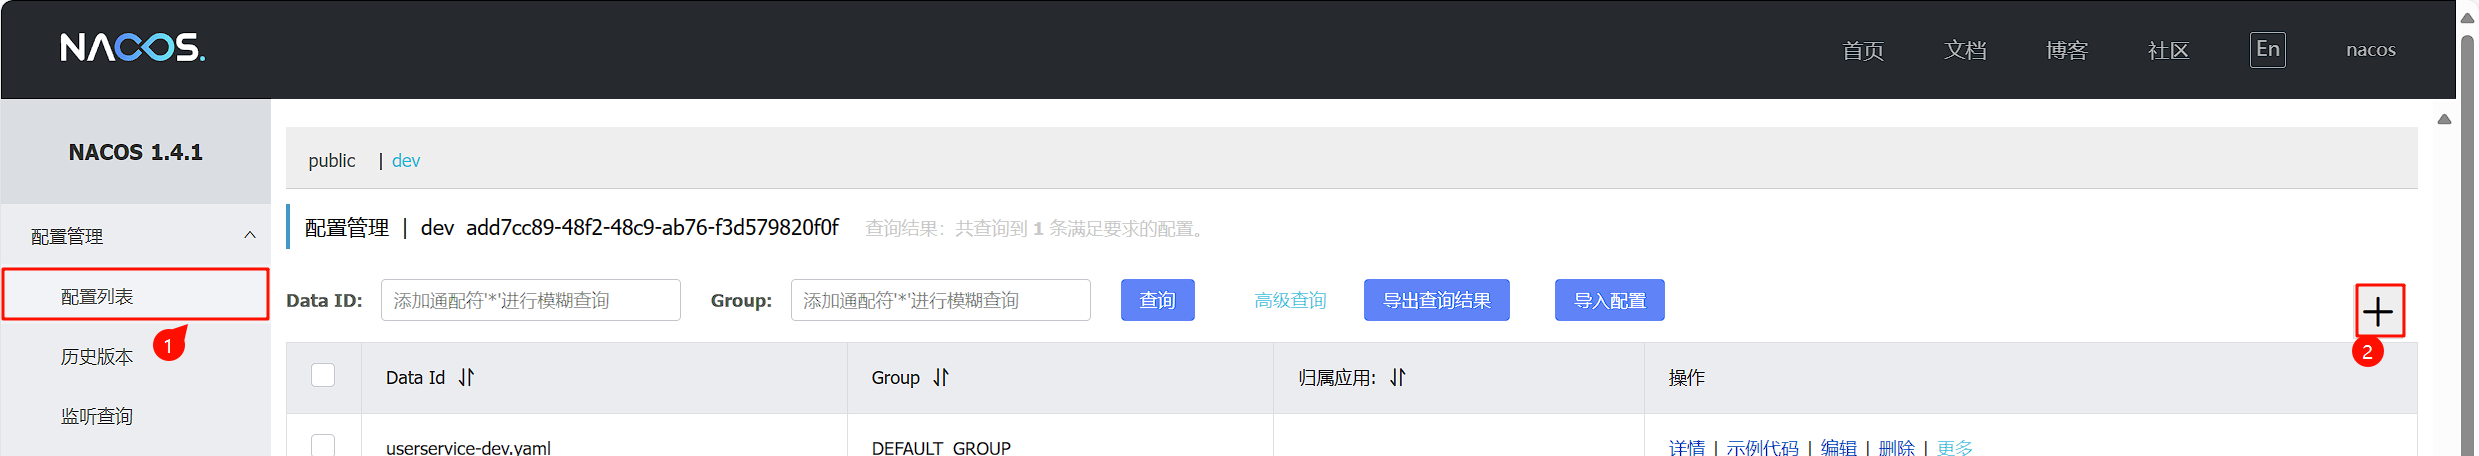 NACOS.
首页 文档 博客 社区 En nacos
NACOS 1.4.1
public | dev
配置管理
配置管理 | dev add7cc89-48f2-48c9-ab76-f3d579820f0f 查询结果：共查询到 1 条满足要求的配置。
配置列表
1
历史版本
监听查询
Data ID: 添加通配符'*'进行模糊查询 Group: 添加通配符'*'进行模糊查询 查询 高级查询 导出查询结果 导入配置 +
2
Data Id Group 归属应用: 操作
userservice-dev.yaml DEFAULT_GROUP 详情 | 示例代码 | 编辑 | 删除 | 更多